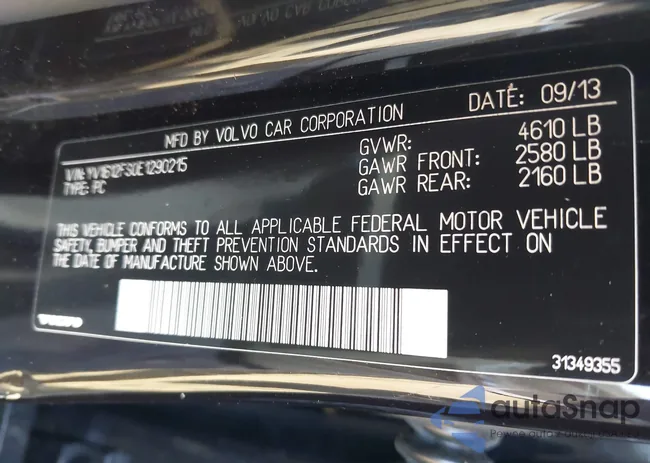 MFD BY VOLVO CAR CORPORATION DATE: 09/13
VIN: YV1612FS0E1290215
TYPE: PC
GVWR: 4610 LB
GAWR FRONT: 2580 LB
GAWR REAR: 2160 LB
THIS VEHICLE CONFORMS TO ALL APPLICABLE FEDERAL MOTOR VEHICLE
SAFETY, BUMPER AND THEFT PREVENTION STANDARDS IN EFFECT ON
THE DATE OF MANUFACTURE SHOWN ABOVE.
VOLVO
31349355
autoSnap